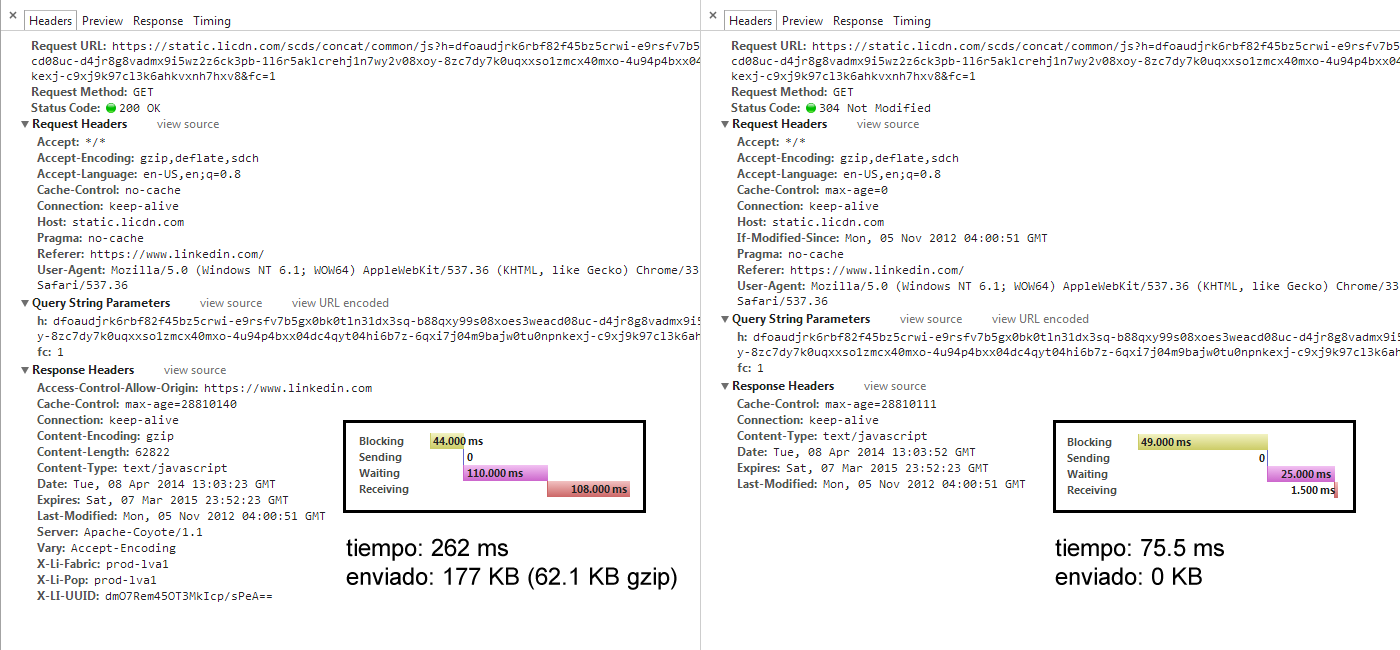 × Headers Preview Response Timing
Request URL: https://static.licdn.com/scds/concat/common/js?h=dfoaudjrk6rbf82f45bz5crwi-e9rsfv7b5
cd08uc-d4jr8g8vadmx9i5wz2z6ck3pb-1l6r5aklcrehj1n7wy2v08xoy-8zc7dy7k0uqxxso1zmcx40mxo-4u94p4bxx04
kexj-c9xj9k97cl3k6ahkvxnh7hxv8&fc=1
Request Method: GET
Status Code: 200 OK
▼Request Headers view source
Accept: */*
Accept-Encoding: gzip,deflate,sdch
Accept-Language: en-US,en;q=0.8
Cache-Control: no-cache
Connection: keep-alive
Host: static.licdn.com
Pragma: no-cache
Referer: https://www.linkedin.com/
User-Agent: Mozilla/5.0 (Windows NT 6.1; WOW64) AppleWebKit/537.36 (KHTML, like Gecko) Chrome/33
Safari/537.36
▼Query String Parameters view source view URL encoded
h: dfoaudjrk6rbf82f45bz5crwi-e9rsfv7b5gx0bk0tln31dx3sq-b88qxy99s08xoes3weacd08uc-d4jr8g8vadmx9i5
y-8zc7dy7k0uqxxso1zmcx40mxo-4u94p4bxx04dc4qyt04hi6b7z-6qxi7j04m9bajw0tu0npnkexj-c9xj9k97cl3k6ah
fc: 1
▼Response Headers view source
Access-Control-Allow-Origin: https://www.linkedin.com
Cache-Control: max-age=28810140
Connection: keep-alive
Content-Encoding: gzip
Content-Length: 62822
Content-Type: text/javascript
Date: Tue, 08 Apr 2014 13:03:23 GMT
Expires: Sat, 07 Mar 2015 23:52:23 GMT
Last-Modified: Mon, 05 Nov 2012 04:00:51 GMT
Server: Apache-Coyote/1.1
Vary: Accept-Encoding
X-Li-Fabric: prod-lva1
X-Li-Pop: prod-lva1
X-LI-UUID: dmO7Rem45OT3MkIcp/sPeA==
Blocking 44.000 ms
Sending 0
Waiting 110.000 ms
Receiving 108.000 ms
tiempo: 262 ms
enviado: 177 KB (62.1 KB gzip)
× Headers Preview Response Timing
Request URL: https://static.licdn.com/scds/concat/common/js?h=dfoaudjrk6rbf82f45bz5crwi-e9rsfv7b5
cd08uc-d4jr8g8vadmx9i5wz2z6ck3pb-1l6r5aklcrehj1n7wy2v08xoy-8zc7dy7k0uqxxso1zmcx40mxo-4u94p4bxx04
kexj-c9xj9k97cl3k6ahkvxnh7hxv8&fc=1
Request Method: GET
Status Code: 304 Not Modified
▼Request Headers view source
Accept: */*
Accept-Encoding: gzip,deflate,sdch
Accept-Language: en-US,en;q=0.8
Cache-Control: max-age=0
Connection: keep-alive
Host: static.licdn.com
If-Modified-Since: Mon, 05 Nov 2012 04:00:51 GMT
Pragma: no-cache
Referer: https://www.linkedin.com/
User-Agent: Mozilla/5.0 (Windows NT 6.1; WOW64) AppleWebKit/537.36 (KHTML, like Gecko) Chrome/33
Safari/537.36
▼Query String Parameters view source view URL encoded
h: dfoaudjrk6rbf82f45bz5crwi-e9rsfv7b5gx0bk0tln31dx3sq-b88qxy99s08xoes3weacd08uc-d4jr8g8vadmx9i5
y-8zc7dy7k0uqxxso1zmcx40mxo-4u94p4bxx04dc4qyt04hi6b7z-6qxi7j04m9bajw0tu0npnkexj-c9xj9k97cl3k6ah
fc: 1
▼Response Headers view source
Cache-Control: max-age=28810111
Connection: keep-alive
Content-Type: text/javascript
Date: Tue, 08 Apr 2014 13:03:52 GMT
Expires: Sat, 07 Mar 2015 23:52:23 GMT
Last-Modified: Mon, 05 Nov 2012 04:00:51 GMT
Blocking 49.000 ms
Sending 0
Waiting 25.000 ms
Receiving 1.500 ms
tiempo: 75.5 ms
enviado: 0 KB